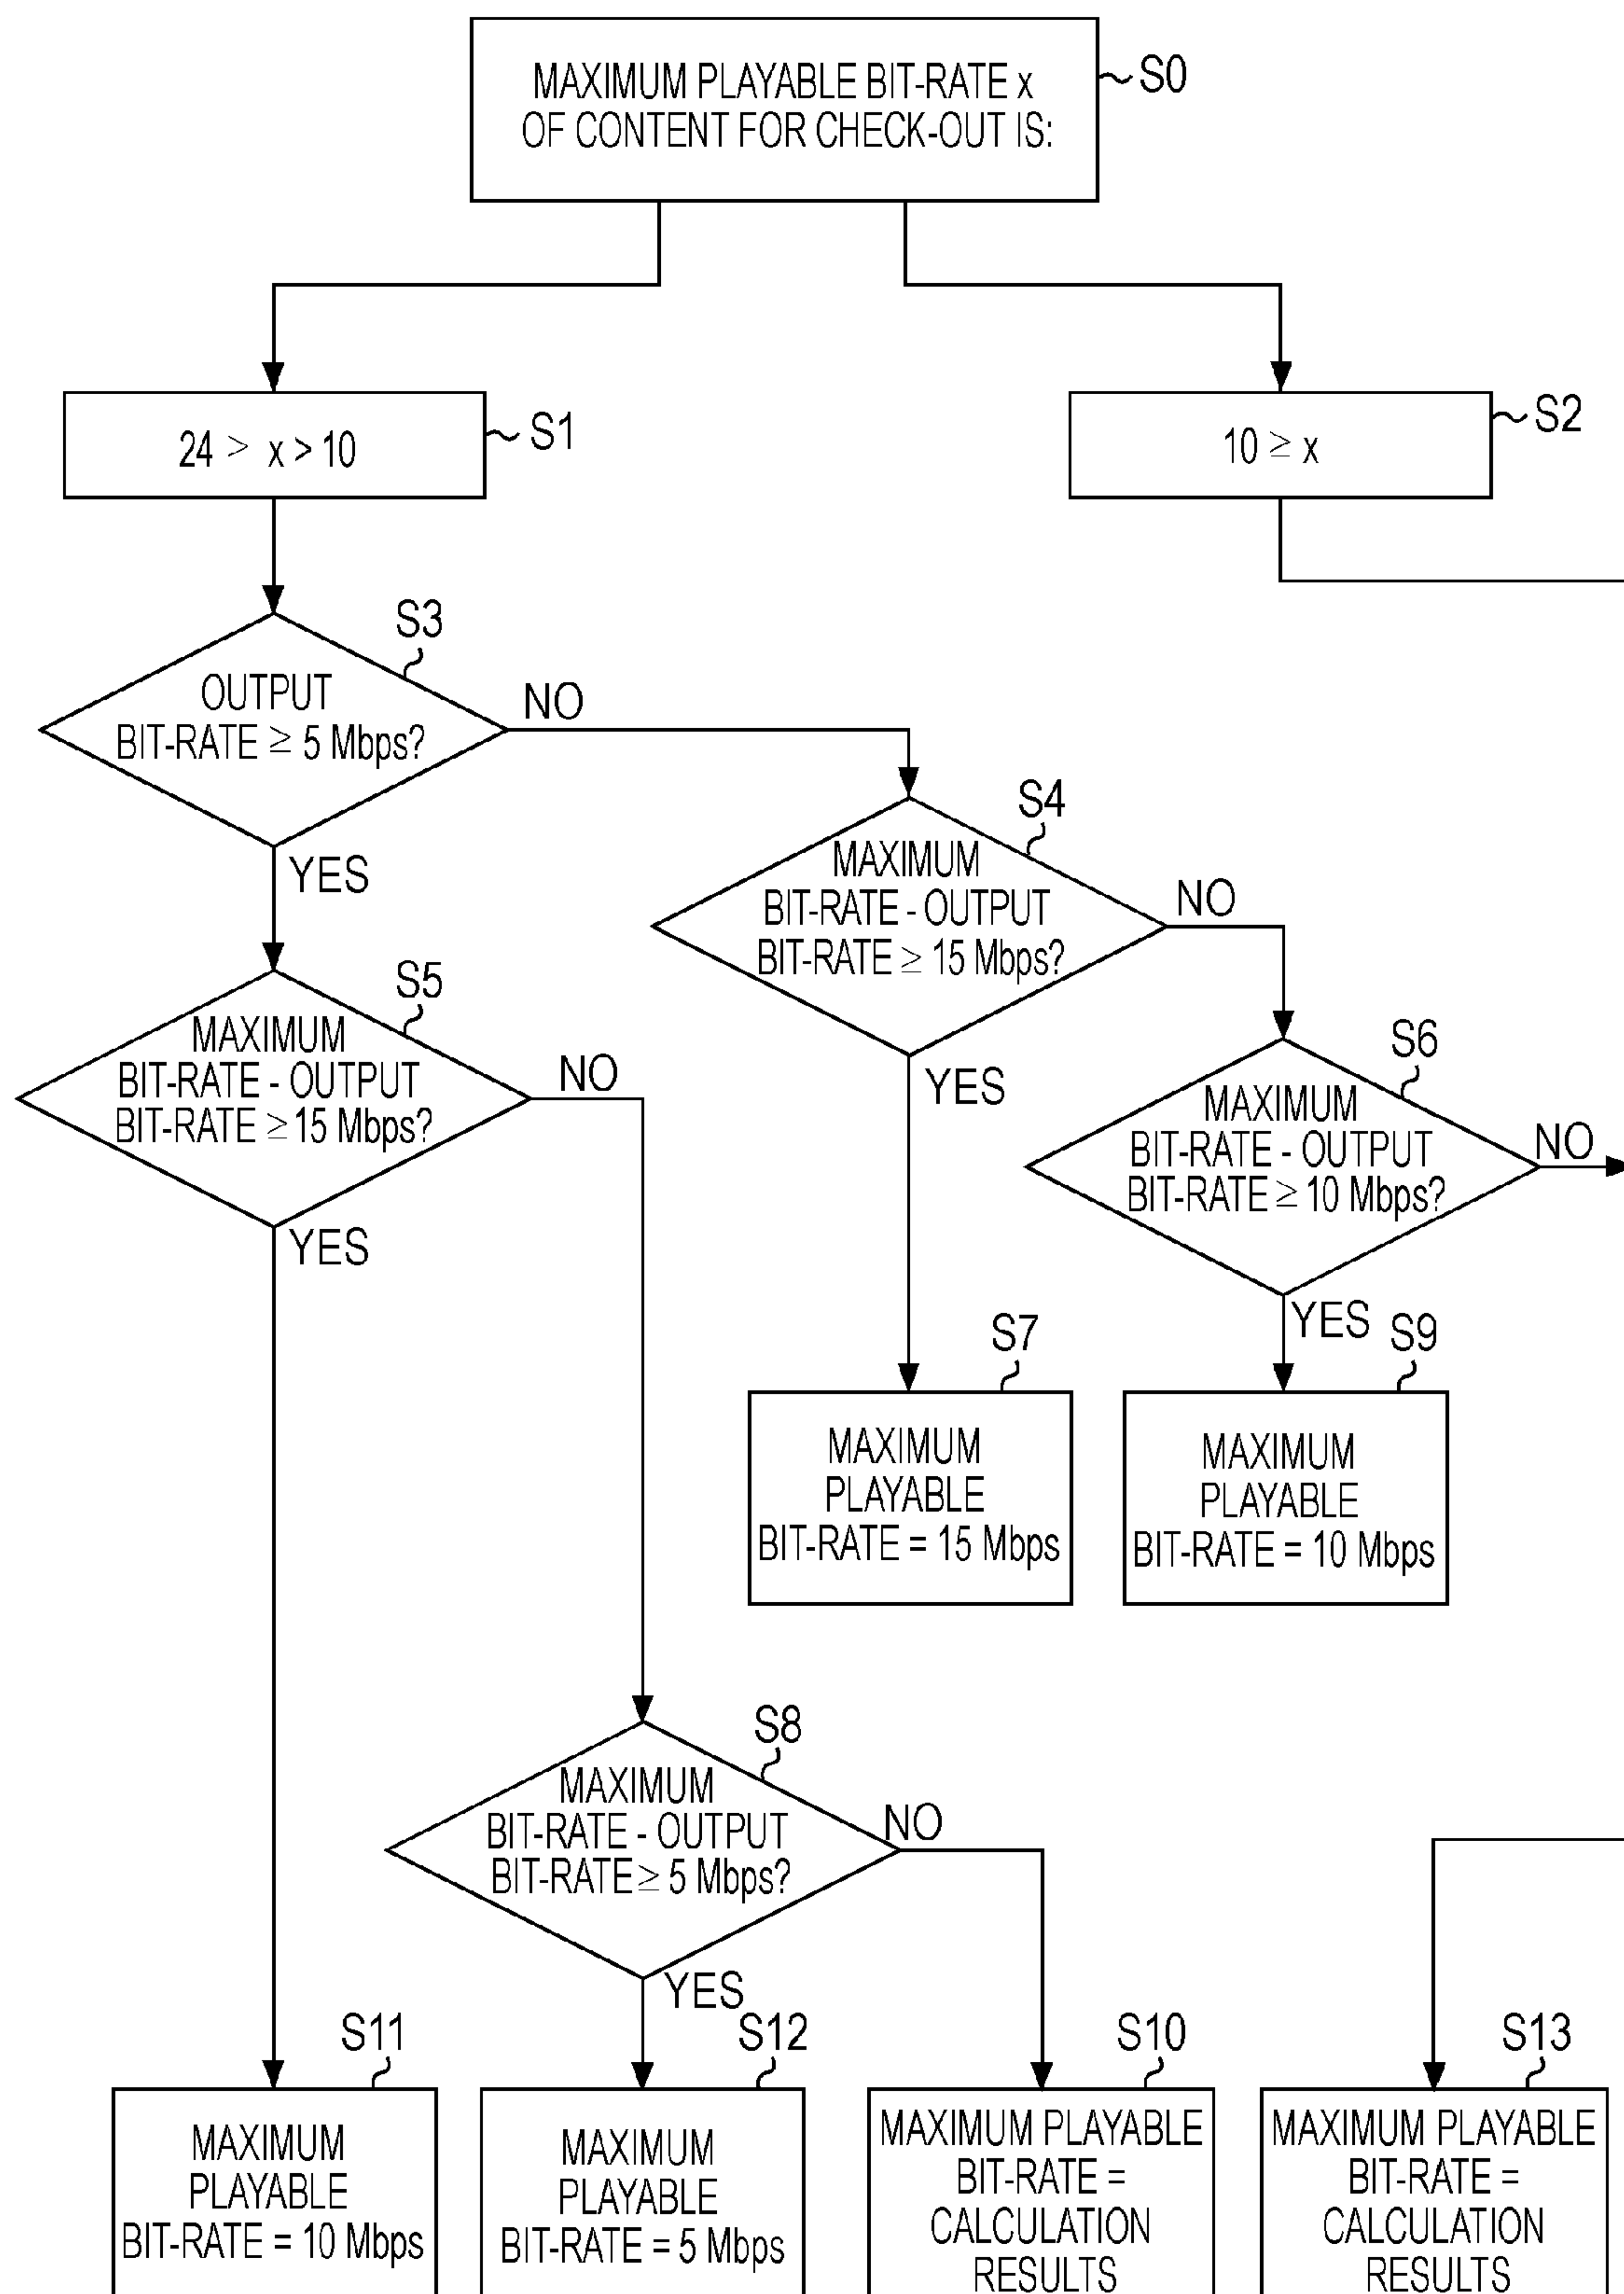 MAXIMUM PLAYABLE BIT-RATE x
OF CONTENT FOR CHECK-OUT IS:
S0
24 > x > 10
S1
10 ≥ x
S2
S3
OUTPUT
BIT-RATE ≥ 5 Mbps?
NO
YES
S4
MAXIMUM
BIT-RATE - OUTPUT
BIT-RATE ≥ 15 Mbps?
NO
YES
S5
MAXIMUM
BIT-RATE - OUTPUT
BIT-RATE ≥ 15 Mbps?
NO
YES
S6
MAXIMUM
BIT-RATE - OUTPUT
BIT-RATE ≥ 10 Mbps?
NO
YES
S7
MAXIMUM
PLAYABLE
BIT-RATE = 15 Mbps
S9
MAXIMUM
PLAYABLE
BIT-RATE = 10 Mbps
S8
MAXIMUM
BIT-RATE - OUTPUT
BIT-RATE ≥ 5 Mbps?
NO
YES
S11
MAXIMUM
PLAYABLE
BIT-RATE = 10 Mbps
S12
MAXIMUM
PLAYABLE
BIT-RATE = 5 Mbps
S10
MAXIMUM PLAYABLE
BIT-RATE =
CALCULATION
RESULTS
S13
MAXIMUM PLAYABLE
BIT-RATE =
CALCULATION
RESULTS